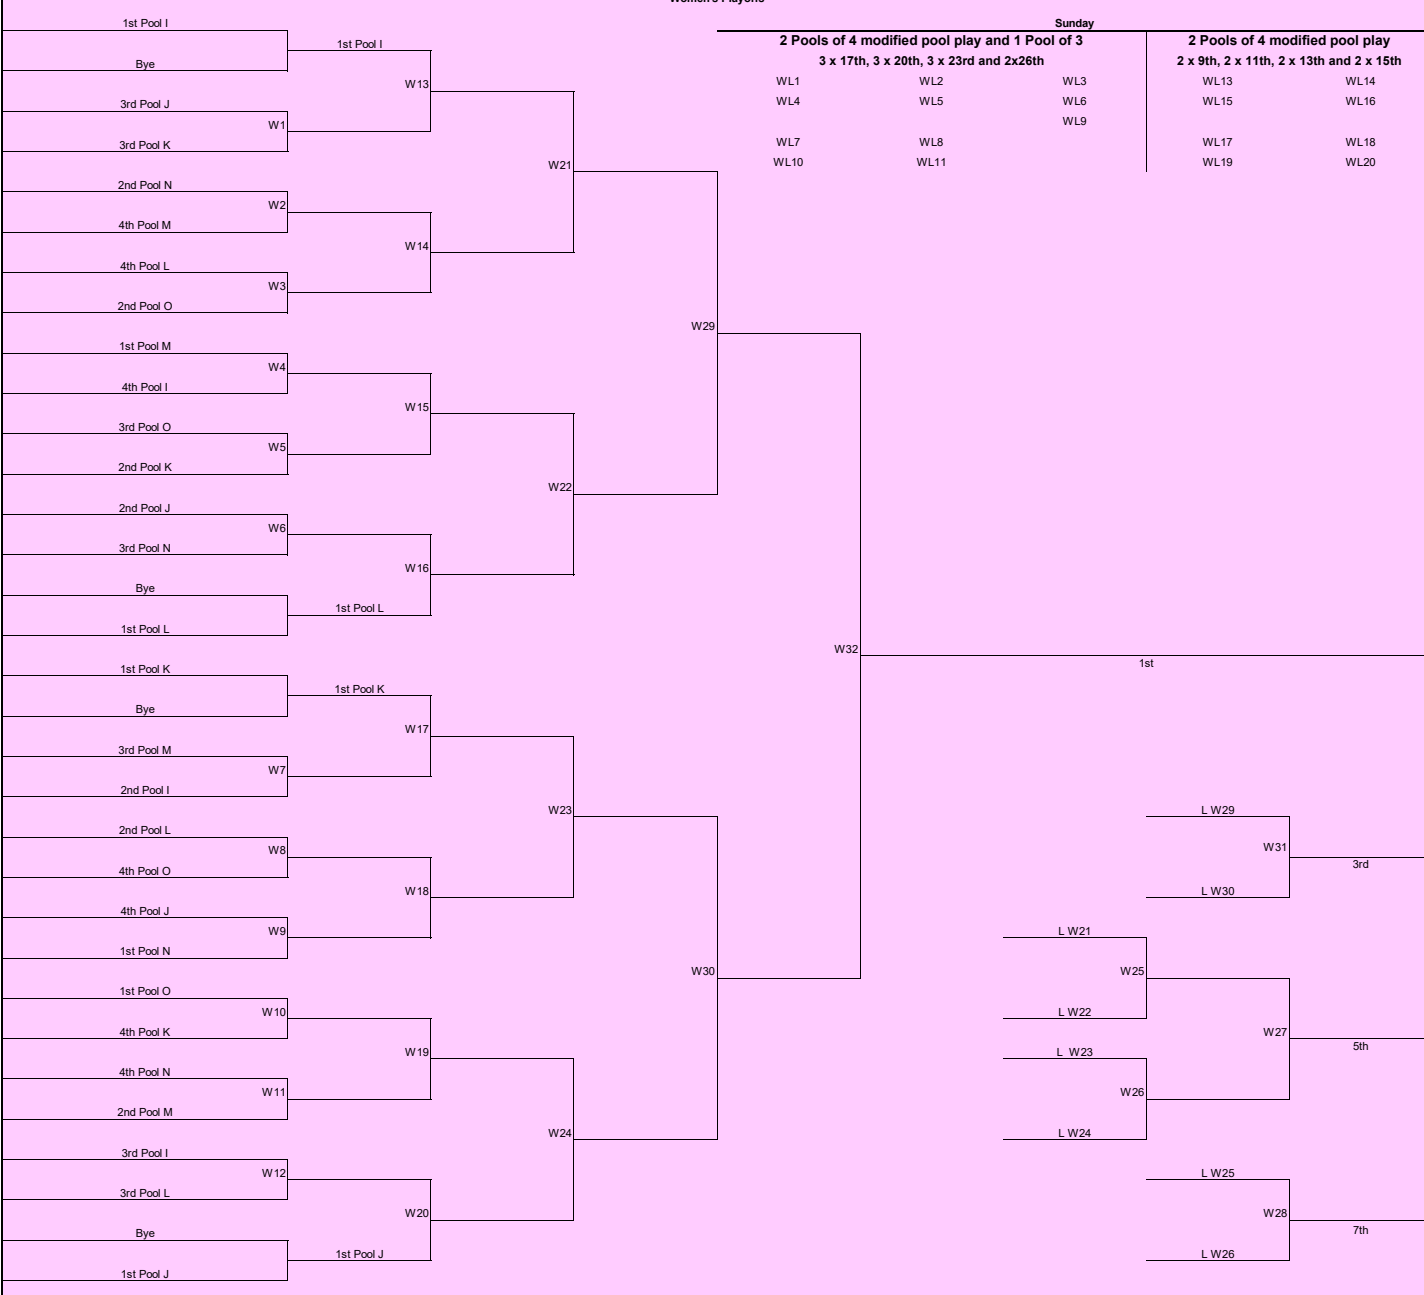 Women's Playoffs
Sunday
2 Pools of 4 modified pool play and 1 Pool of 3
2 Pools of 4 modified pool play
3 x 17th, 3 x 20th, 3 x 23rd and 2x26th
2 x 9th, 2 x 11th, 2 x 13th and 2 x 15th
WL1 WL2 WL3 WL13 WL14
WL4 WL5 WL6 WL15 WL16
WL9
WL7 WL8 WL17 WL18
WL10 WL11 WL19 WL20
1st Pool I
1st Pool I
Bye
W13
3rd Pool J
W1
3rd Pool K
W21
2nd Pool N
W2
4th Pool M
W14
4th Pool L
W3
2nd Pool O
W29
1st Pool M
W4
4th Pool I
W15
3rd Pool O
W5
2nd Pool K
W22
2nd Pool J
W6
3rd Pool N
W16
Bye
1st Pool L
1st Pool L
W32
1st
1st Pool K
1st Pool K
Bye
W17
3rd Pool M
W7
2nd Pool I
W23
L W29
2nd Pool L
W31
W8
3rd
4th Pool O
W18
L W30
4th Pool J
W9
L W21
1st Pool N
W30
W25
1st Pool O
W10
L W22
4th Pool K
W27
5th
W19
L W23
4th Pool N
W11
W26
2nd Pool M
W24
L W24
3rd Pool I
W12
L W25
3rd Pool L
W20
W28
7th
Bye
1st Pool J
L W26
1st Pool J